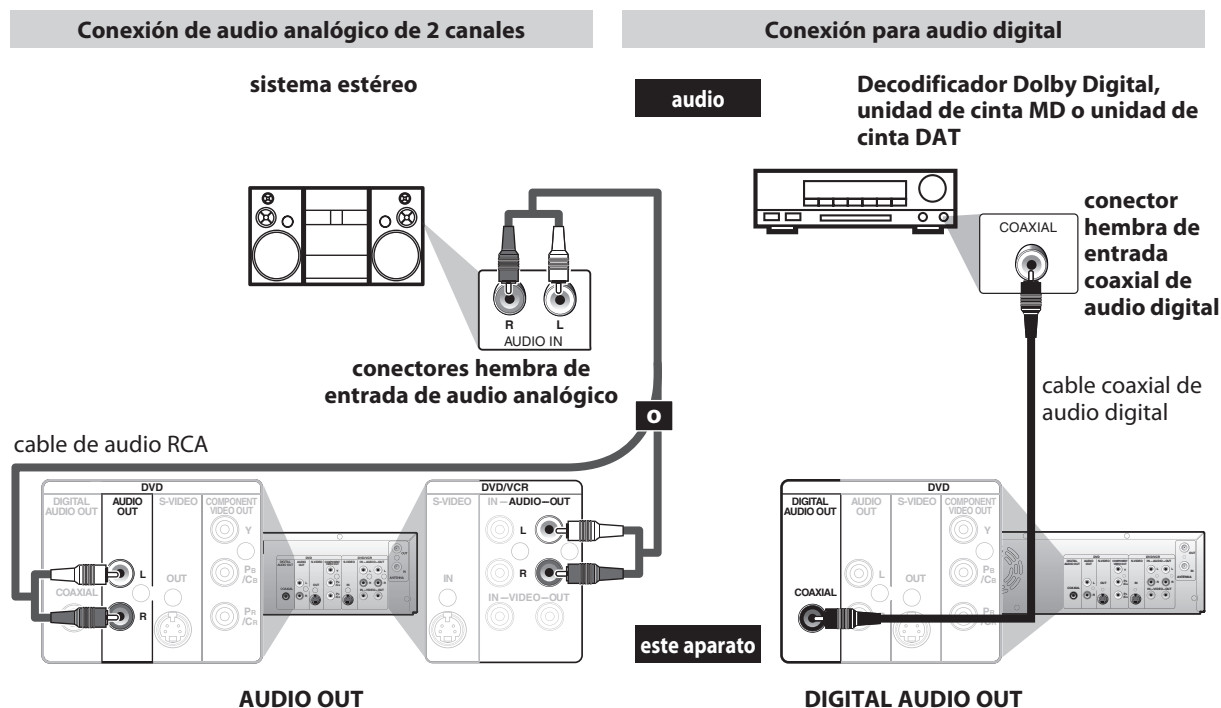 Conexión de audio analógico de 2 canales
sistema estéreo
R
L
AUDIO IN
conectores hembra de
entrada de audio analógico
cable de audio RCA
o
DVD
DIGITAL
AUDIO OUT
AUDIO
OUT
S-VIDEO
COMPONENT
VIDEO OUT
Y
L
OUT
PB
/CB
COAXIAL
R
PR
/CR
DVD/VCR
S-VIDEO
IN – AUDIO – OUT
L
IN
R
IN – VIDEO – OUT
AUDIO OUT
audio
este aparato
Conexión para audio digital
Decodificador Dolby Digital,
unidad de cinta MD o unidad de
cinta DAT
COAXIAL
conector
hembra de
entrada
coaxial de
audio digital
cable coaxial de
audio digital
DVD
DIGITAL
AUDIO OUT
AUDIO
OUT
S-VIDEO
COMPONENT
VIDEO OUT
Y
L
OUT
PB
/CB
COAXIAL
R
PR
/CR
DIGITAL AUDIO OUT